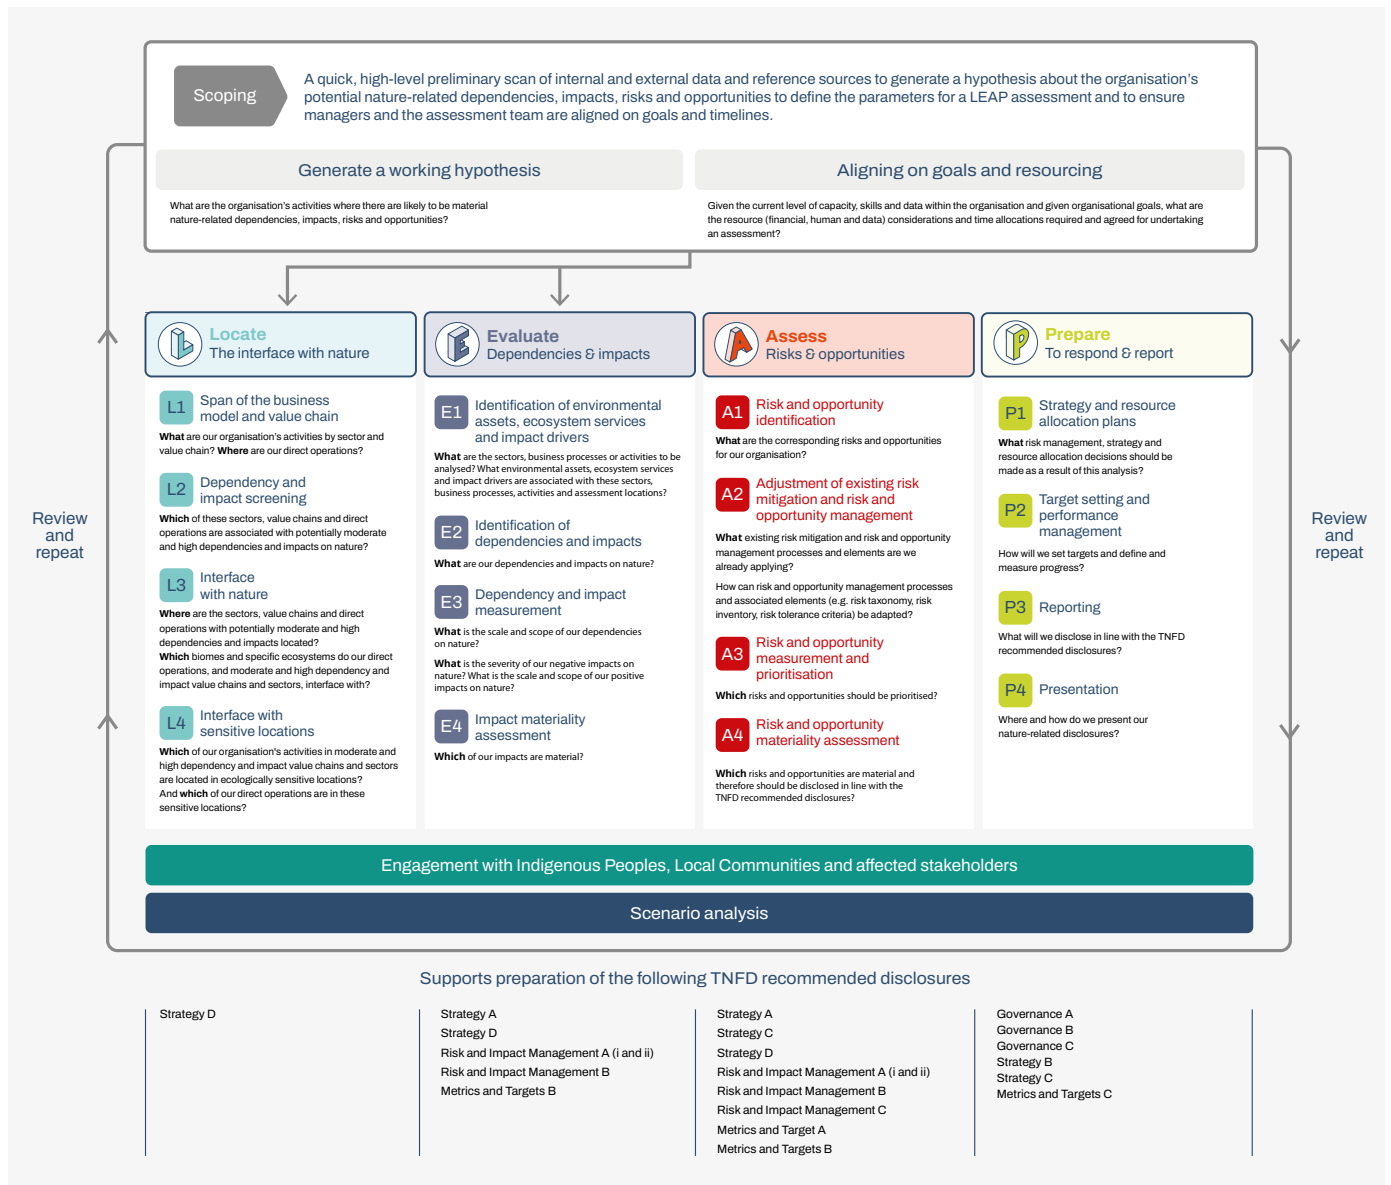 Scoping
A quick, high-level preliminary scan of internal and external data and reference sources to generate a hypothesis about the organisation's
potential nature-related dependencies, impacts, risks and opportunities to define the parameters for a LEAP assessment and to ensure
managers and the assessment team are aligned on goals and timelines.
Generate a working hypothesis
What are the organisation's activities where there are likely to be material
nature-related dependencies, impacts, risks and opportunities?
Aligning on goals and resourcing
Given the current level of capacity, skills and data within the organisation and given organisational goals, what are
the resource (financial, human and data) considerations and time allocations required and agreed for undertaking
an assessment?
Review
and
repeat
L
Locate
The interface with nature
L1
Span of the business
model and value chain
What are our organisation's activities by sector and
value chain? Where are our direct operations?
L2
Dependency and
impact screening
Which of these sectors, value chains and direct
operations are associated with potentially moderate
and high dependencies and impacts on nature?
L3
Interface
with nature
Where are the sectors, value chains and direct
operations with potentially moderate and high
dependencies and impacts located?
Which biomes and specific ecosystems do our direct
operations, and moderate and high dependency and
impact value chains and sectors, interface with?
L4
Interface with
sensitive locations
Which of our organisation's activities in moderate and
high dependency and impact value chains and sectors
are located in ecologically sensitive locations?
And which of our direct operations are in these
sensitive locations?
E
Evaluate
Dependencies & impacts
E1
Identification of environmental
assets, ecosystem services
and impact drivers
What are the sectors, business processes or activities to be
analysed? What environmental assets, ecosystem services
and impact drivers are associated with these sectors,
business processes, activities and assessment locations?
E2
Identification of
dependencies and impacts
What are our dependencies and impacts on nature?
E3
Dependency and impact
measurement
What is the scale and scope of our dependencies
on nature?
What is the severity of our negative impacts on
nature? What is the scale and scope of our positive
impacts on nature?
E4
Impact materiality
assessment
Which of our impacts are material?
A
Assess
Risks & opportunities
A1
Risk and opportunity
identification
What are the corresponding risks and opportunities
for our organisation?
A2
Adjustment of existing risk
mitigation and risk and
opportunity management
What existing risk mitigation and risk and opportunity
management processes and elements are we
already applying?
How can risk and opportunity management processes
and associated elements (e.g. risk taxonomy, risk
inventory, risk tolerance criteria) be adapted?
A3
Risk and opportunity
measurement and
prioritisation
Which risks and opportunities should be prioritised?
A4
Risk and opportunity
materiality assessment
Which risks and opportunities are material and
therefore should be disclosed in line with the
TNFD recommended disclosures?
P
Prepare
To respond & report
P1
Strategy and resource
allocation plans
What risk management, strategy and
resource allocation decisions should be
made as a result of this analysis?
P2
Target setting and
performance
management
How will we set targets and define and
measure progress?
P3
Reporting
What will we disclose in line with the TNFD
recommended disclosures?
P4
Presentation
Where and how do we present our
nature-related disclosures?
Review
and
repeat
Engagement with Indigenous Peoples, Local Communities and affected stakeholders
Scenario analysis
Supports preparation of the following TNFD recommended disclosures
Strategy D
Strategy A
Strategy D
Risk and Impact Management A (i and ii)
Risk and Impact Management B
Metrics and Targets B
Strategy A
Strategy C
Strategy D
Risk and Impact Management A (i and ii)
Risk and Impact Management B
Risk and Impact Management C
Metrics and Target A
Metrics and Targets B
Governance A
Governance B
Governance C
Strategy B
Strategy C
Metrics and Targets C